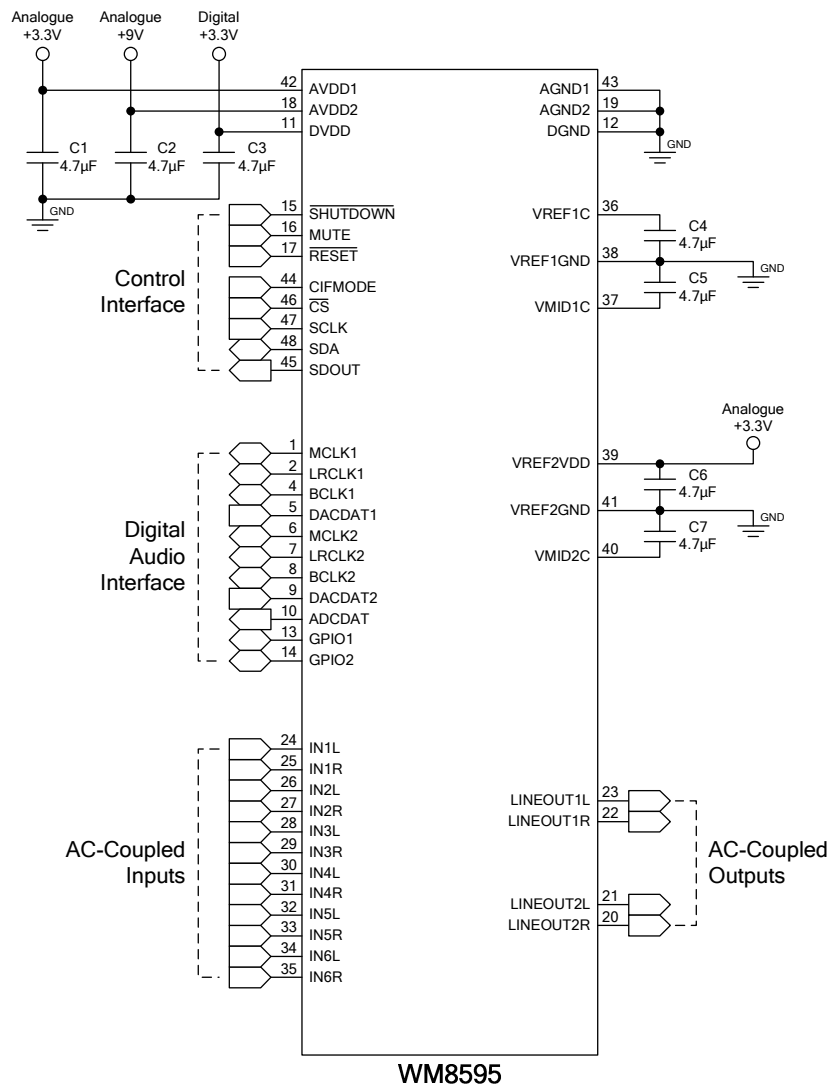 Analogue
+3.3V
Analogue
+9V
Digital
+3.3V
42 AVDD1
18 AVDD2
11 DVDD
AGND1 43
AGND2 19
DGND 12
GND
C1
4.7µF
C2
4.7µF
C3
4.7µF
GND
Control
Interface
15 SHUTDOWN
16 MUTE
17 RESET
44 CIFMODE
46 CS
47 SCLK
48 SDA
45 SDOUT
VREF1C 36
C4
4.7µF
VREF1GND 38
GND
C5
4.7µF
VMID1C 37
Analogue
+3.3V
VREF2VDD 39
C6
4.7µF
VREF2GND 41
GND
C7
4.7µF
VMID2C 40
Digital
Audio
Interface
1 MCLK1
2 LRCLK1
4 BCLK1
5 DACDAT1
6 MCLK2
7 LRCLK2
8 BCLK2
9 DACDAT2
10 ADCDAT
13 GPIO1
14 GPIO2
AC-Coupled
Inputs
24 IN1L
25 IN1R
26 IN2L
27 IN2R
28 IN3L
29 IN3R
30 IN4L
31 IN4R
32 IN5L
33 IN5R
34 IN6L
35 IN6R
LINEOUT1L 23
LINEOUT1R 22
LINEOUT2L 21
LINEOUT2R 20
AC-Coupled
Outputs
WM8595